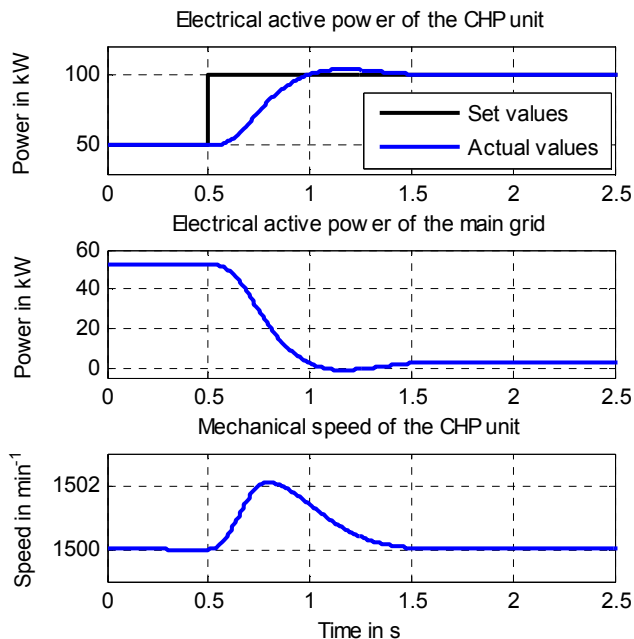 Electrical active power of the CHP unit
Power in kW
100
50
Set values
Actual values
0 0.5 1 1.5 2 2.5
Electrical active power of the main grid
Power in kW
60
40
20
0
0 0.5 1 1.5 2 2.5
Mechanical speed of the CHP unit
Speed in min⁻¹
1502
1500
0 0.5 1 1.5 2 2.5
Time in s